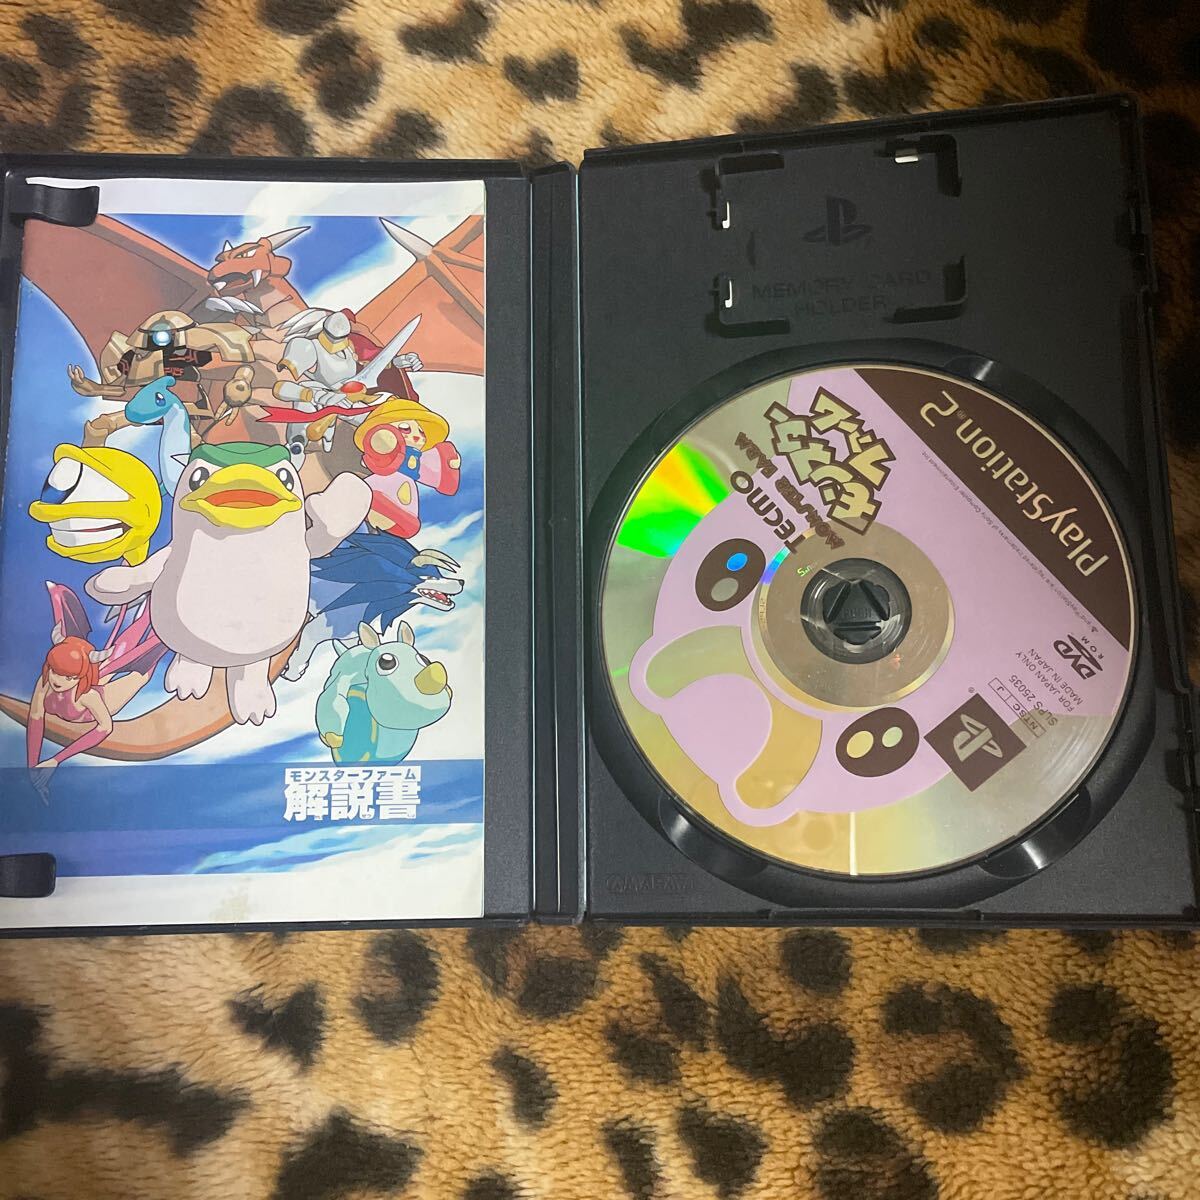 モンスターファーム
解説書
MEMORY CARD
HOLDER
PlayStation®2
モンスターファーム
MONSTER FARM
TECMO
DVD
ROM
FOR JAPAN ONLY
MADE IN JAPAN
SLPS 25035
NTSC J